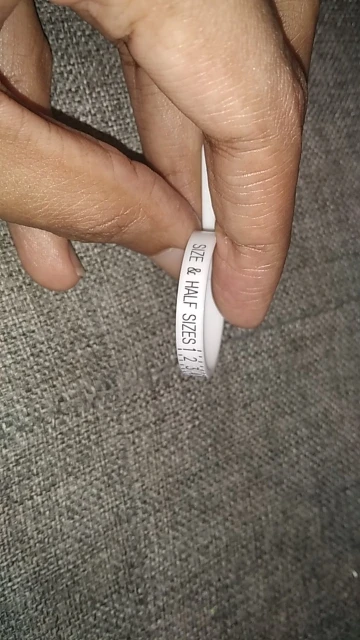 SIZE & HALF SIZES 1 2 3